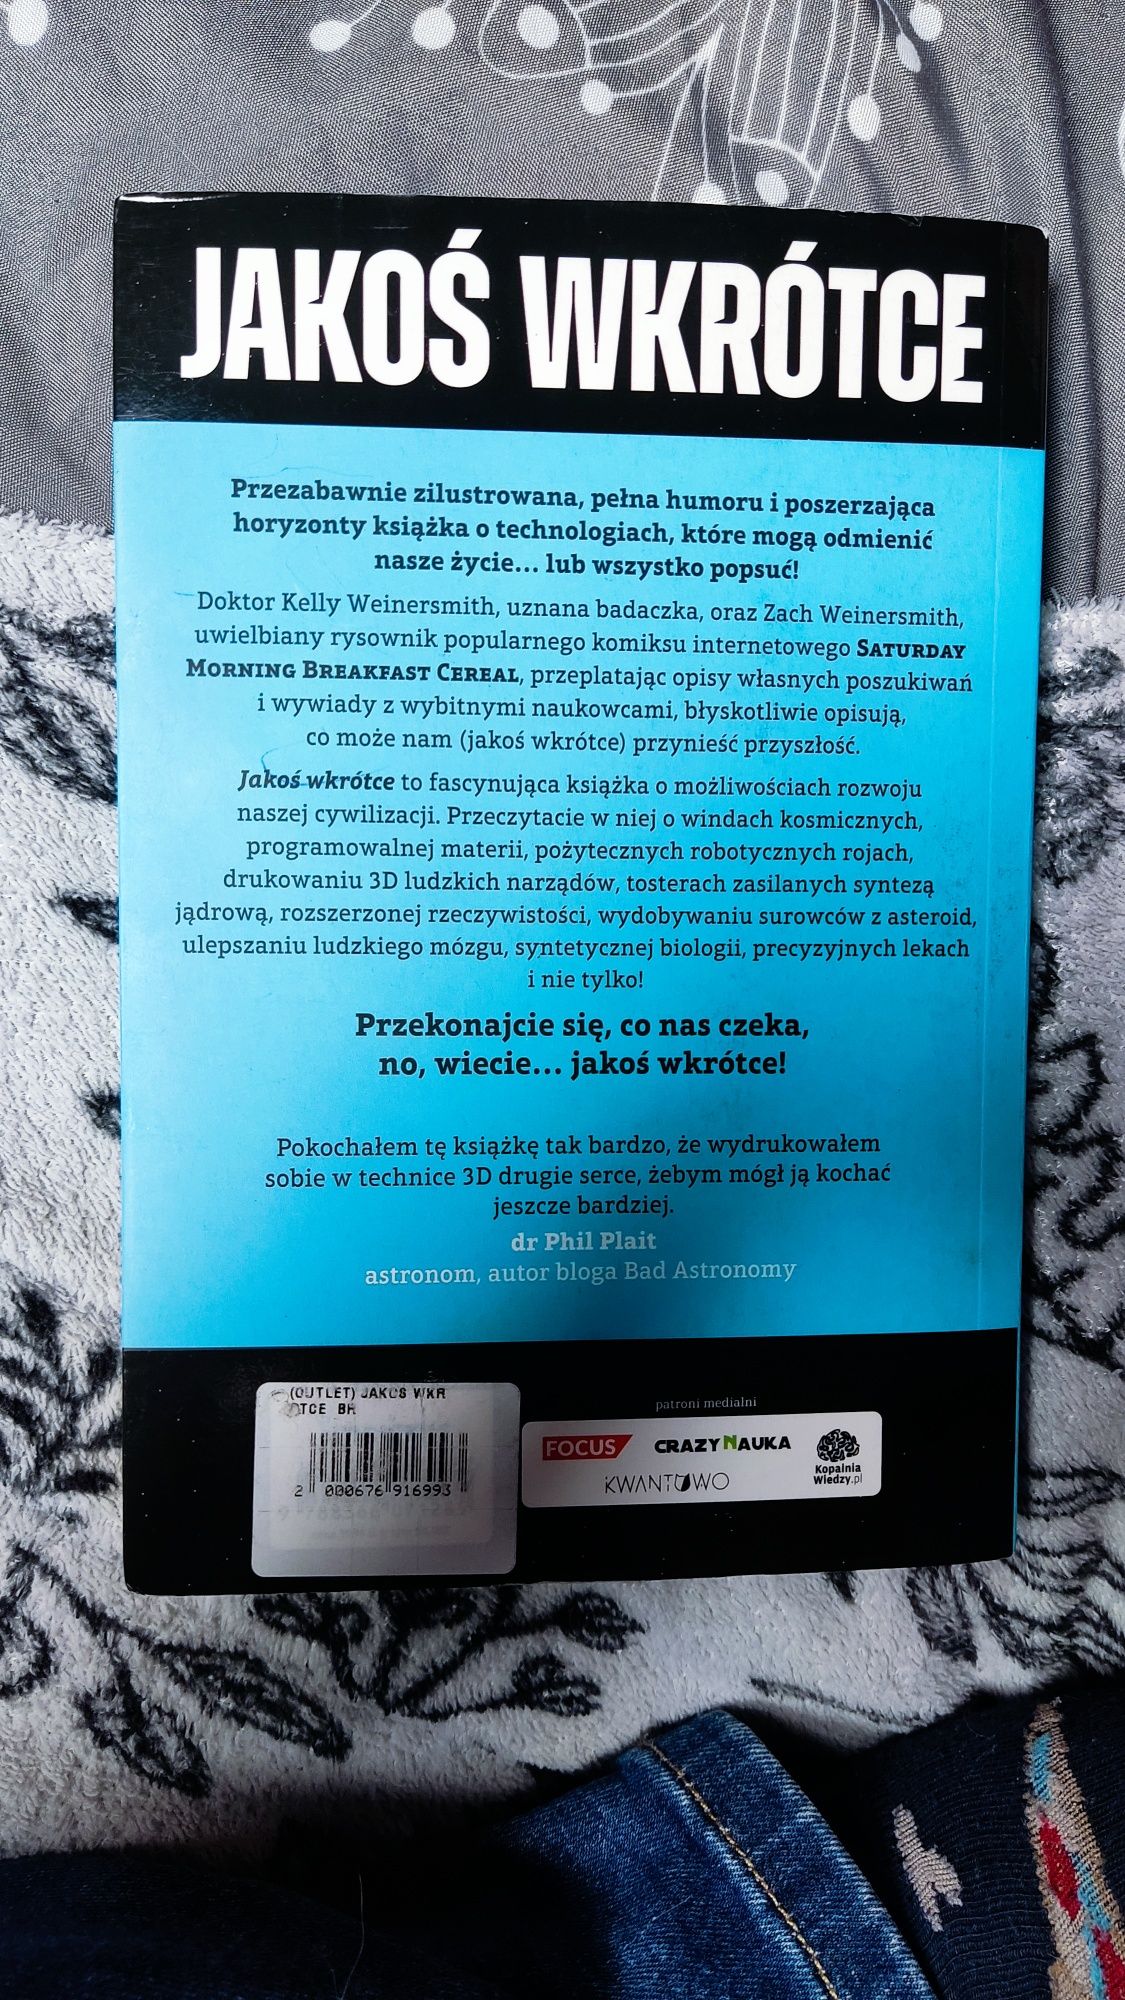 JAKOŚ WKRÓTCE
Przezabawnie zilustrowana, pełna humoru i poszerzająca
horyzonty książka o technologiach, które mogą odmienić
nasze życie... lub wszystko popsuć!
Doktor Kelly Weinersmith, uznana badaczka, oraz Zach Weinersmith,
uwielbiany rysownik popularnego komiksu internetowego SATURDAY
MORNING BREAKFAST CEREAL, przeplatając opisy własnych poszukiwań
i wywiady z wybitnymi naukowcami, błyskotliwie opisują,
co może nam (jakoś wkrótce) przynieść przyszłość.
Jakoś wkrótce to fascynująca książka o możliwościach rozwoju
naszej cywilizacji. Przeczytacie w niej o windach kosmicznych,
programowalnej materii, pożytecznych robotycznych rojach,
drukowaniu 3D ludzkich narządów, tosterach zasilanych syntezą
jądrową, rozszerzonej rzeczywistości, wydobywaniu surowców z asteroid,
ulepszaniu ludzkiego mózgu, syntetycznej biologii, precyzyjnych lekach
i nie tylko!
Przekonajcie się, co nas czeka,
no, wiecie... jakoś wkrótce!
Pokochałem tę książkę tak bardzo, że wydrukowałem
sobie w technice 3D drugie serce, żebym mógł ją kochać
jeszcze bardziej.
dr Phil Plait
astronom, autor bloga Bad Astronomy
(OUTLET) JAKOS WKR
OTCE BR
2 000676 916993
patroni medialni
FOCUS
CRAZY NAUKA
KWANTOWO
Kopalnia
Wiedzy.pl